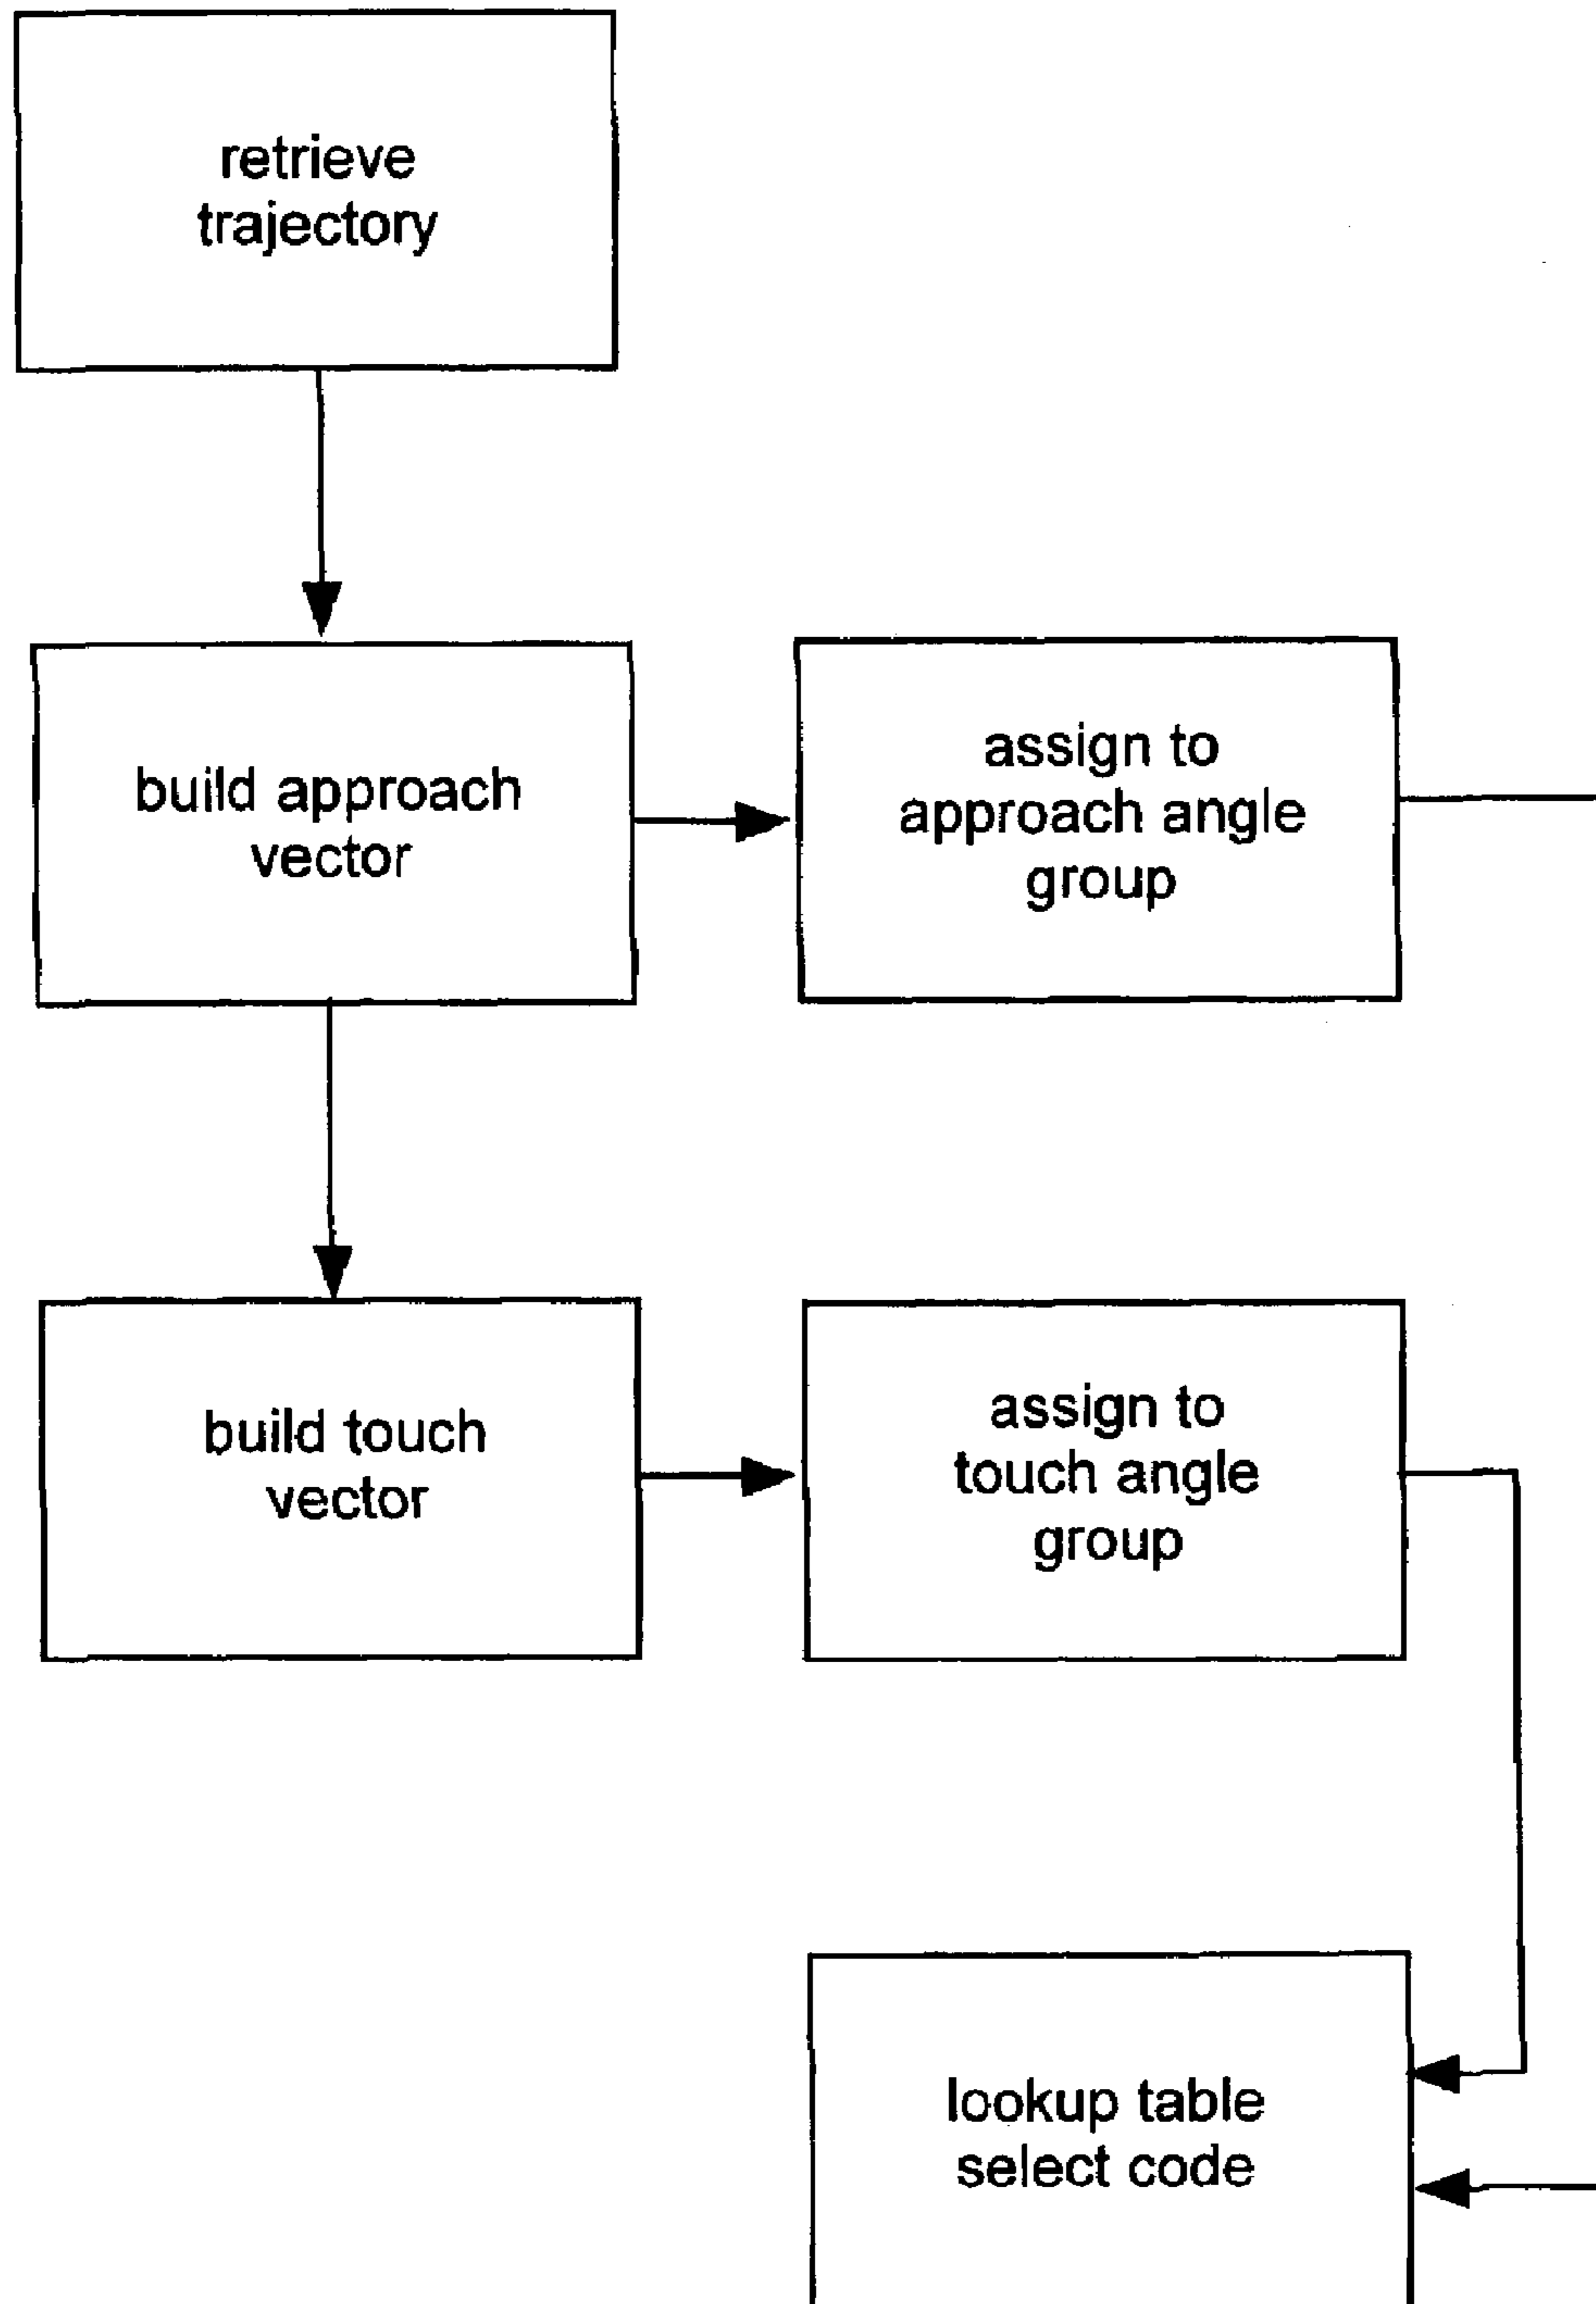 retrieve
trajectory
build approach
vector
assign to
approach angle
group
build touch
vector
assign to
touch angle
group
lookup table
select code